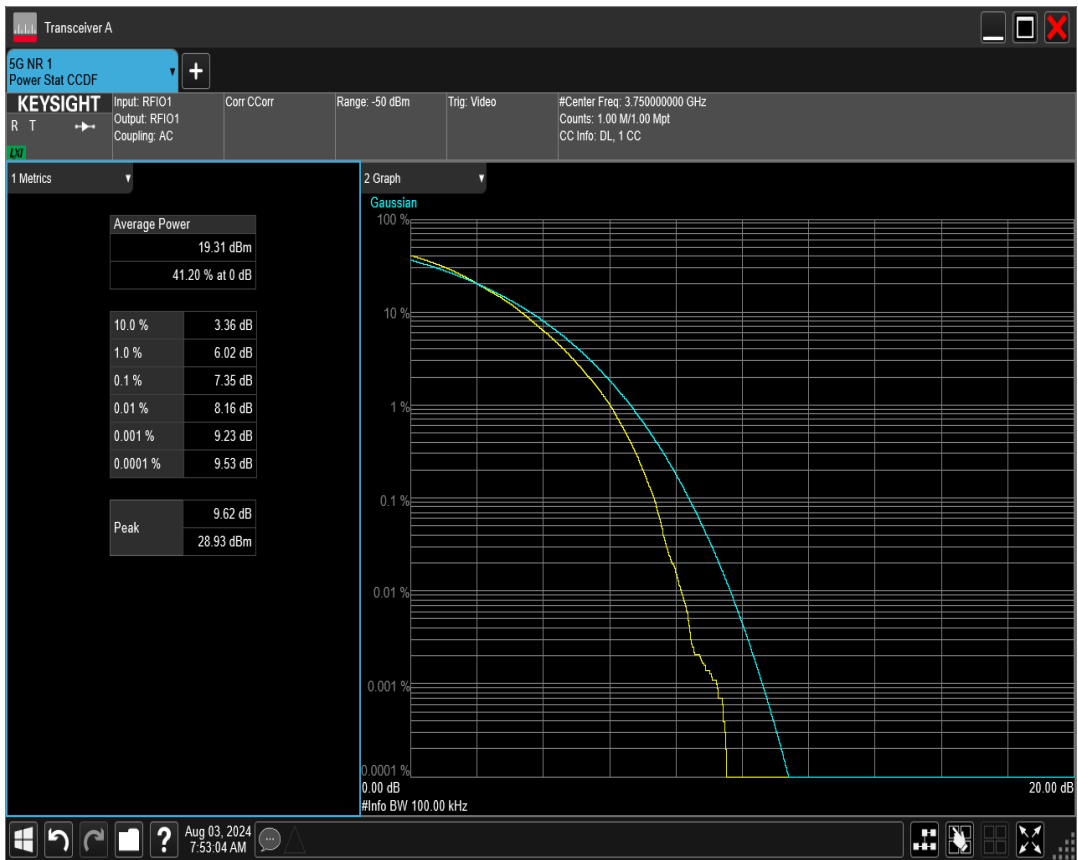 Transceiver A
5G NR 1
Power Stat CCDF
+
KEYSIGHT
R T
LXI
Input: RFIO1
Output: RFIO1
Coupling: AC
Corr CCorr
Range: -50 dBm
Trig: Video
#Center Freq: 3.750000000 GHz
Counts: 1.00 M/1.00 Mpt
CC Info: DL, 1 CC
1 Metrics
Average Power
19.31 dBm
41.20 % at 0 dB
10.0 % 3.36 dB
1.0 % 6.02 dB
0.1 % 7.35 dB
0.01 % 8.16 dB
0.001 % 9.23 dB
0.0001 % 9.53 dB
Peak
9.62 dB
28.93 dBm
2 Graph
Gaussian
100 %
10 %
1 %
0.1 %
0.01 %
0.001 %
0.0001 %
0.00 dB
20.00 dB
#Info BW 100.00 kHz
?
Aug 03, 2024
7:53:04 AM